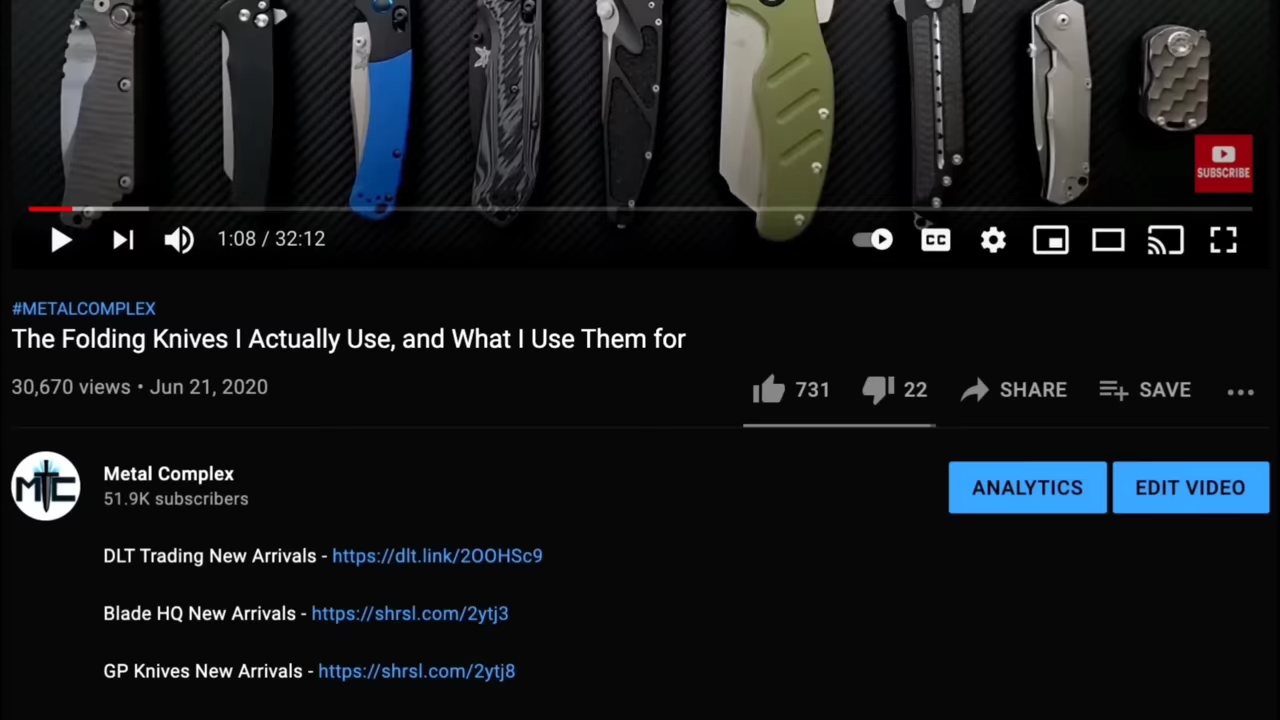 SUBSCRIBE
1:08 / 32:12
CC
#METALCOMPLEX
The Folding Knives I Actually Use, and What I Use Them for
30,670 views • Jun 21, 2020
731 22 SHARE SAVE
MTC
Metal Complex
51.9K subscribers
ANALYTICS EDIT VIDEO
DLT Trading New Arrivals - https://dlt.link/2OOHSc9
Blade HQ New Arrivals - https://shrsl.com/2ytj3
GP Knives New Arrivals - https://shrsl.com/2ytj8